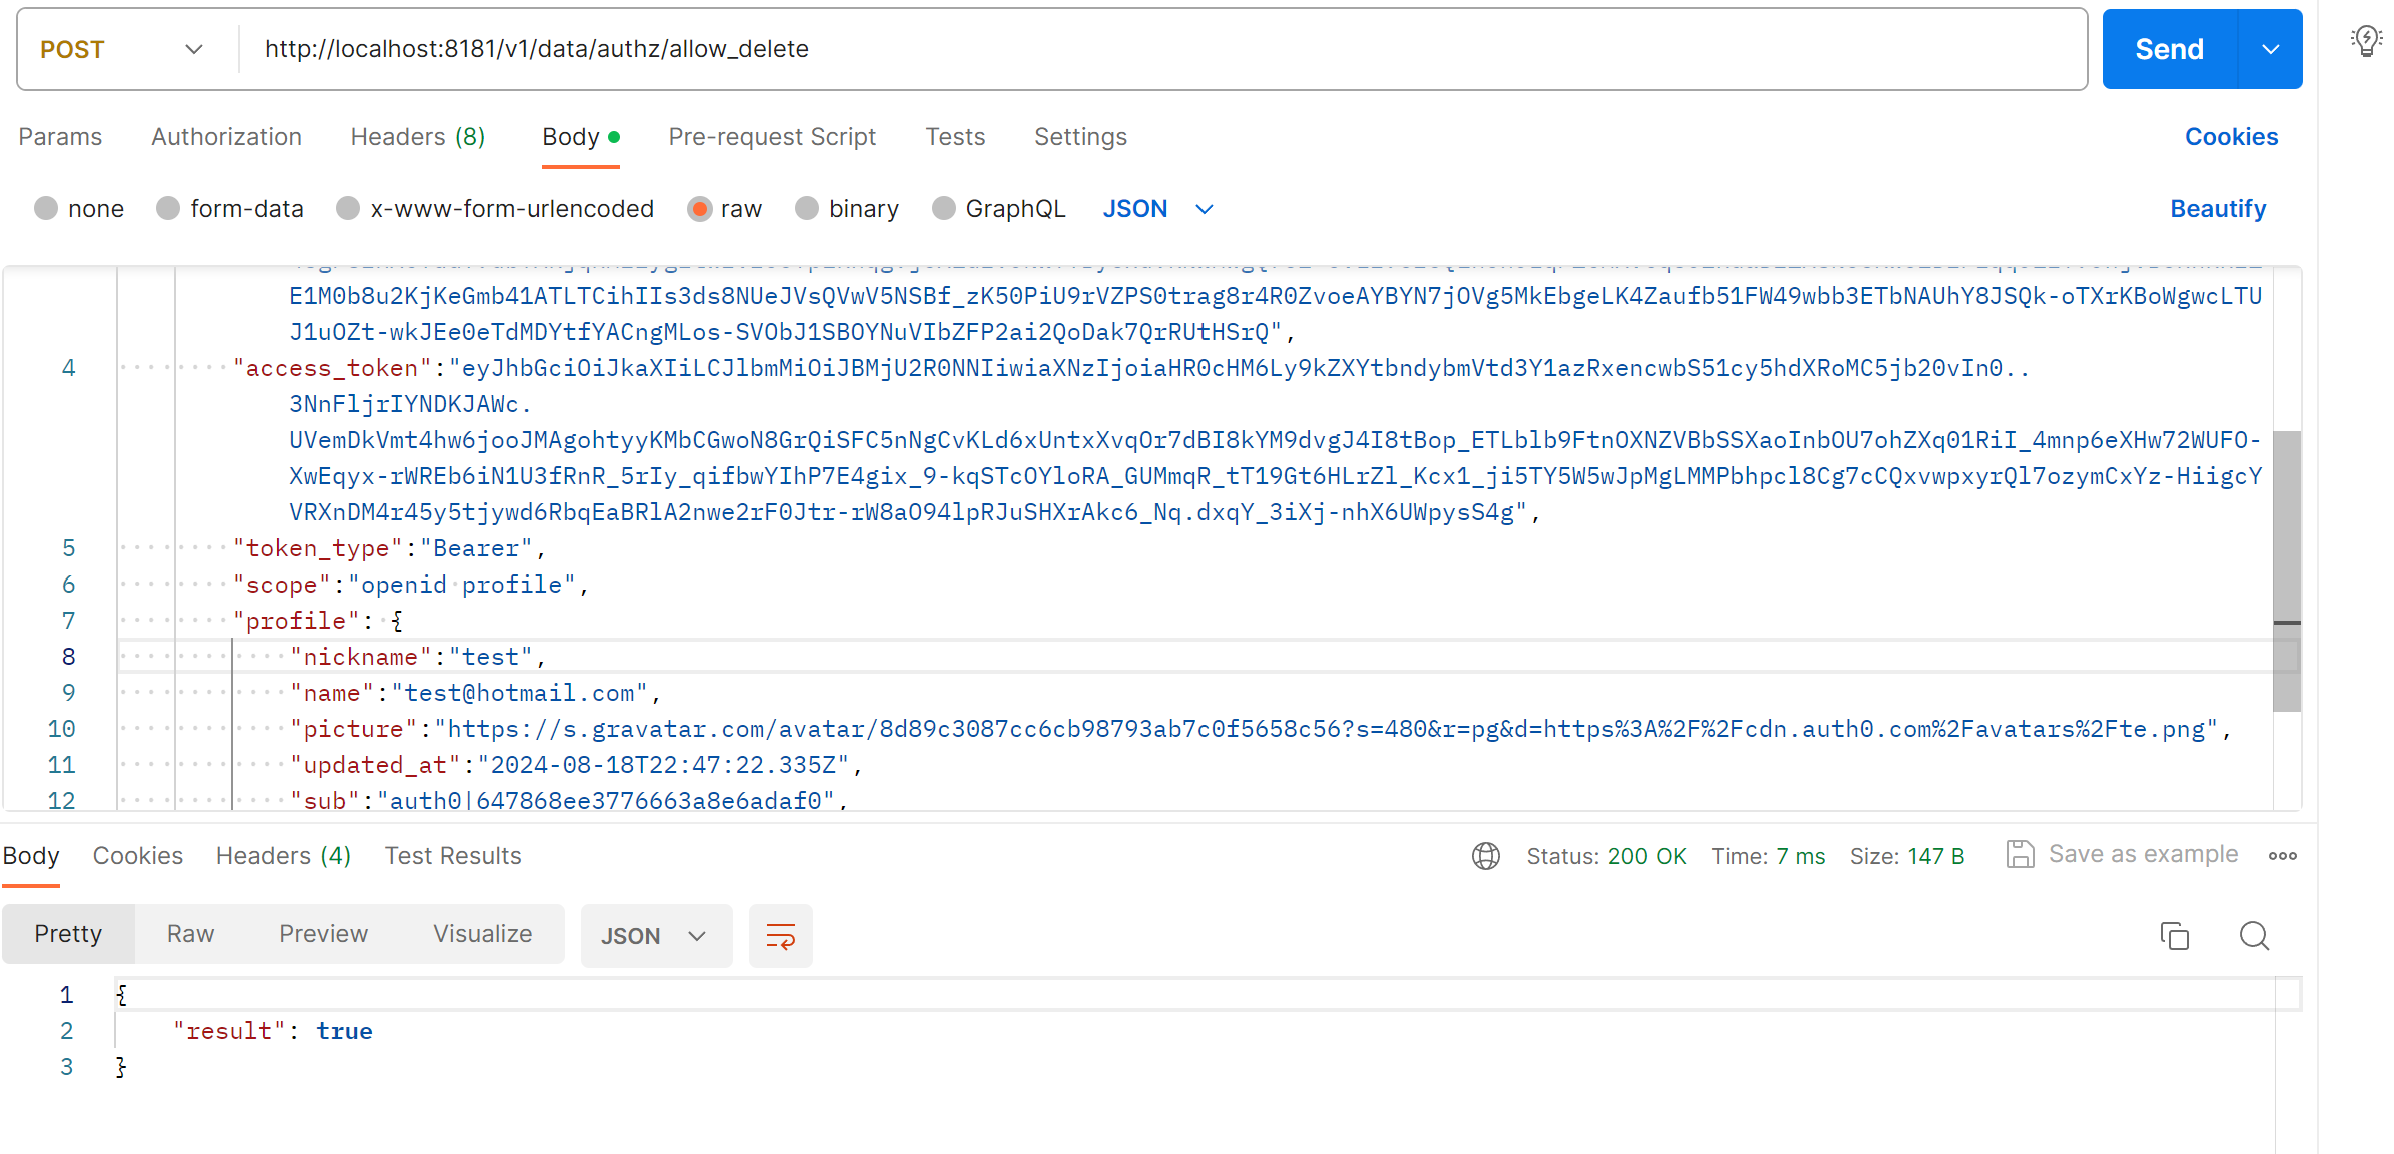 POST http://localhost:8181/v1/data/authz/allow_delete Send
Params Authorization Headers (8) Body Pre-request Script Tests Settings Cookies
none form-data x-www-form-urlencoded raw binary GraphQL JSON Beautify
E1M0b8u2KjKeGmb41ATLTCihIIs3ds8NUeJVsQVwV5NSBf_zK50PiU9rVZPS0trag8r4R0ZvoeAYBYN7jOVg5MkEbgeLK4Zaufb51FW49wbb3ETbNAUhY8JSQk-oTXrKBoWgwcLTU
J1uOZt-wkJEe0eTdMDYtfYACngMLos-SVObJ1SBOYNuVIbZFP2ai2QoDak7QrRUtHSrQ",
4 "access_token":"eyJhbGciOiJkaXIiLCJlbmMiOiJBMjU2R0NNIiwiaXNzIjoiaHR0cHM6Ly9kZXYtbndybmVtd3Y1azRxencwbS51cy5hdXRoMC5jb20vIn0..
3NnFljrIYNDKJAWc.
UVemDkVmt4hw6jooJMAgohtyyKMbCGwoN8GrQiSFC5nNgCvKLd6xUntxXvqOr7dBI8kYM9dvgJ4I8tBop_ETLblb9FtnOXNZVBbSSXaoInbOU7ohZXq01RiI_4mnp6eXHw72WUFO-
XwEqyx-rWREb6iN1U3fRnR_5rIy_qifbwYIhP7E4gix_9-kqSTcOYloRA_GUMmqR_tT19Gt6HLrZl_Kcx1_ji5TY5W5wJpMgLMMPbhpcl8Cg7cCQxvwpxyrQl7ozymCxYz-HiigcY
VRXnDM4r45y5tjywd6RbqEaBRlA2nwe2rF0Jtr-rW8aO94lpRJuSHXrAkc6_Nq.dxqY_3iXj-nhX6UWpysS4g",
5 "token_type":"Bearer",
6 "scope":"openid profile",
7 "profile": {
8 "nickname":"test",
9 "name":"test@hotmail.com",
10 "picture":"https://s.gravatar.com/avatar/8d89c3087cc6cb98793ab7c0f5658c56?s=480&r=pg&d=https%3A%2F%2Fcdn.auth0.com%2Favatars%2Fte.png",
11 "updated_at":"2024-08-18T22:47:22.335Z",
12 "sub":"auth0|647868ee3776663a8e6adaf0",
Body Cookies Headers (4) Test Results Status: 200 OK Time: 7 ms Size: 147 B Save as example
Pretty Raw Preview Visualize JSON
1 {
2 "result": true
3 }